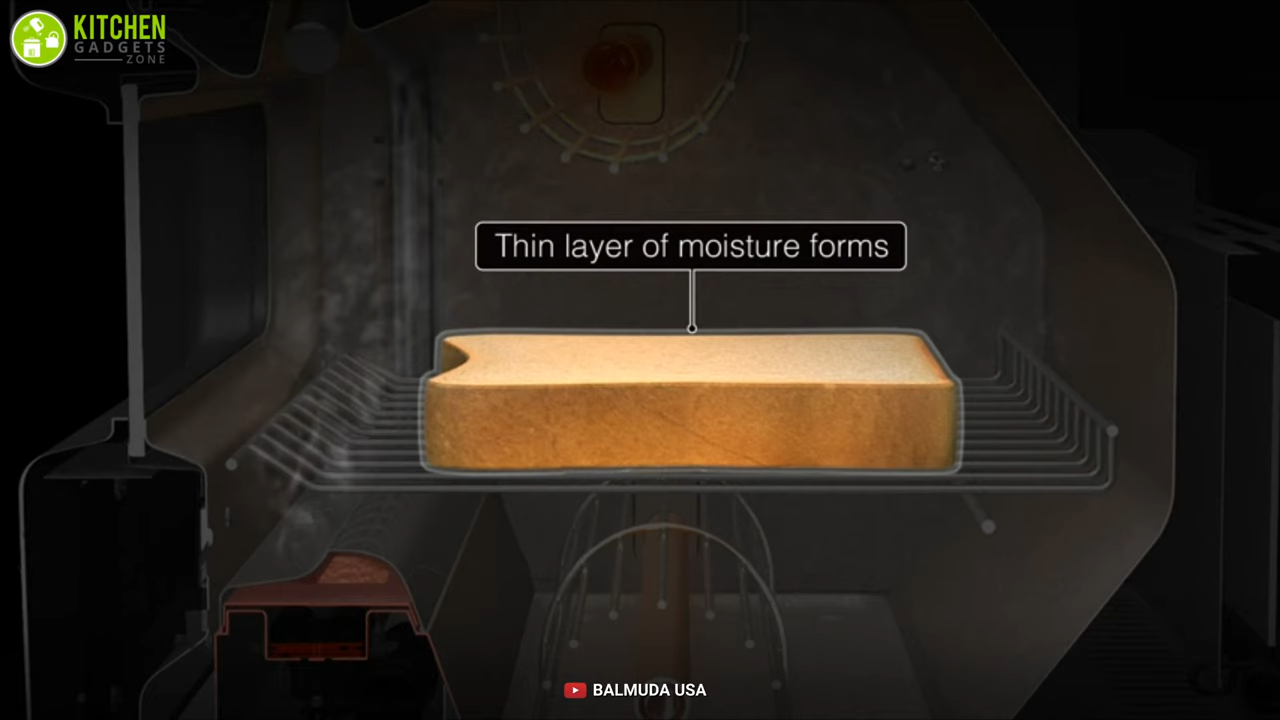 KITCHEN
GADGETS
ZONE
Thin layer of moisture forms
BALMUDA USA